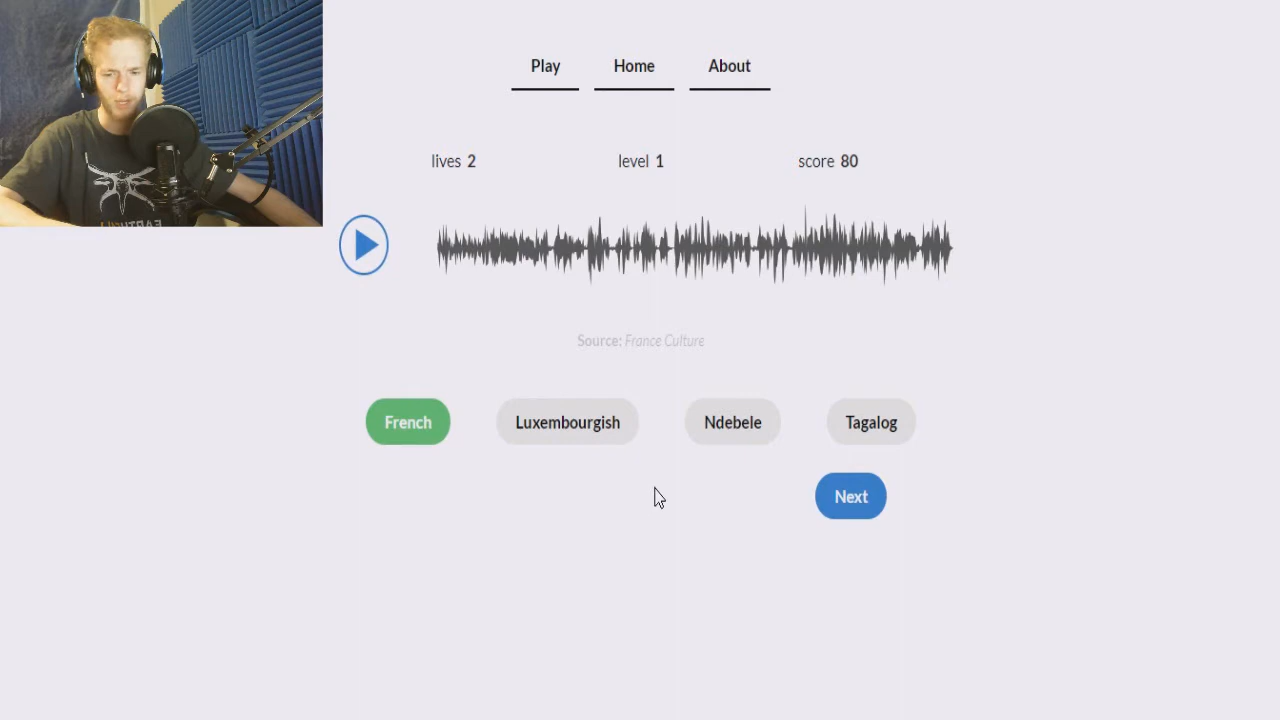 Play Home About
lives 2 level 1 score 80
Source: France Culture
French Luxembourgish Ndebele Tagalog
Next